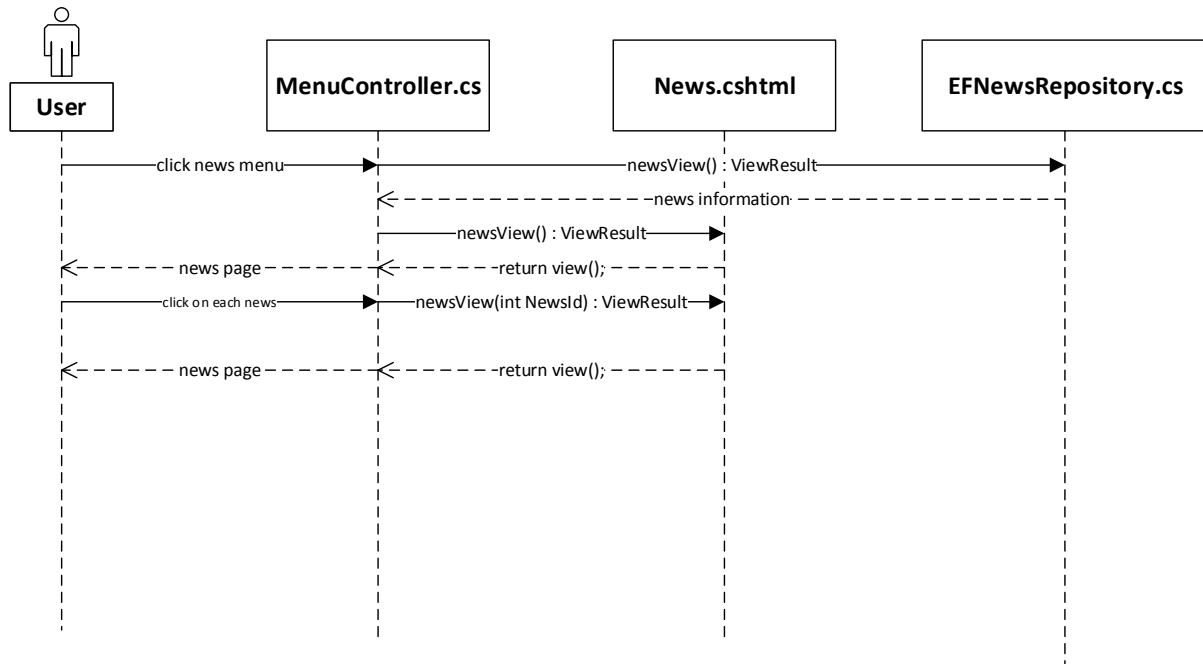 User
MenuController.cs
News.cshtml
EFNewsRepository.cs
click news menu
newsView() : ViewResult
news information
newsView() : ViewResult
news page
return view();
click on each news
newsView(int NewsId) : ViewResult
news page
return view();